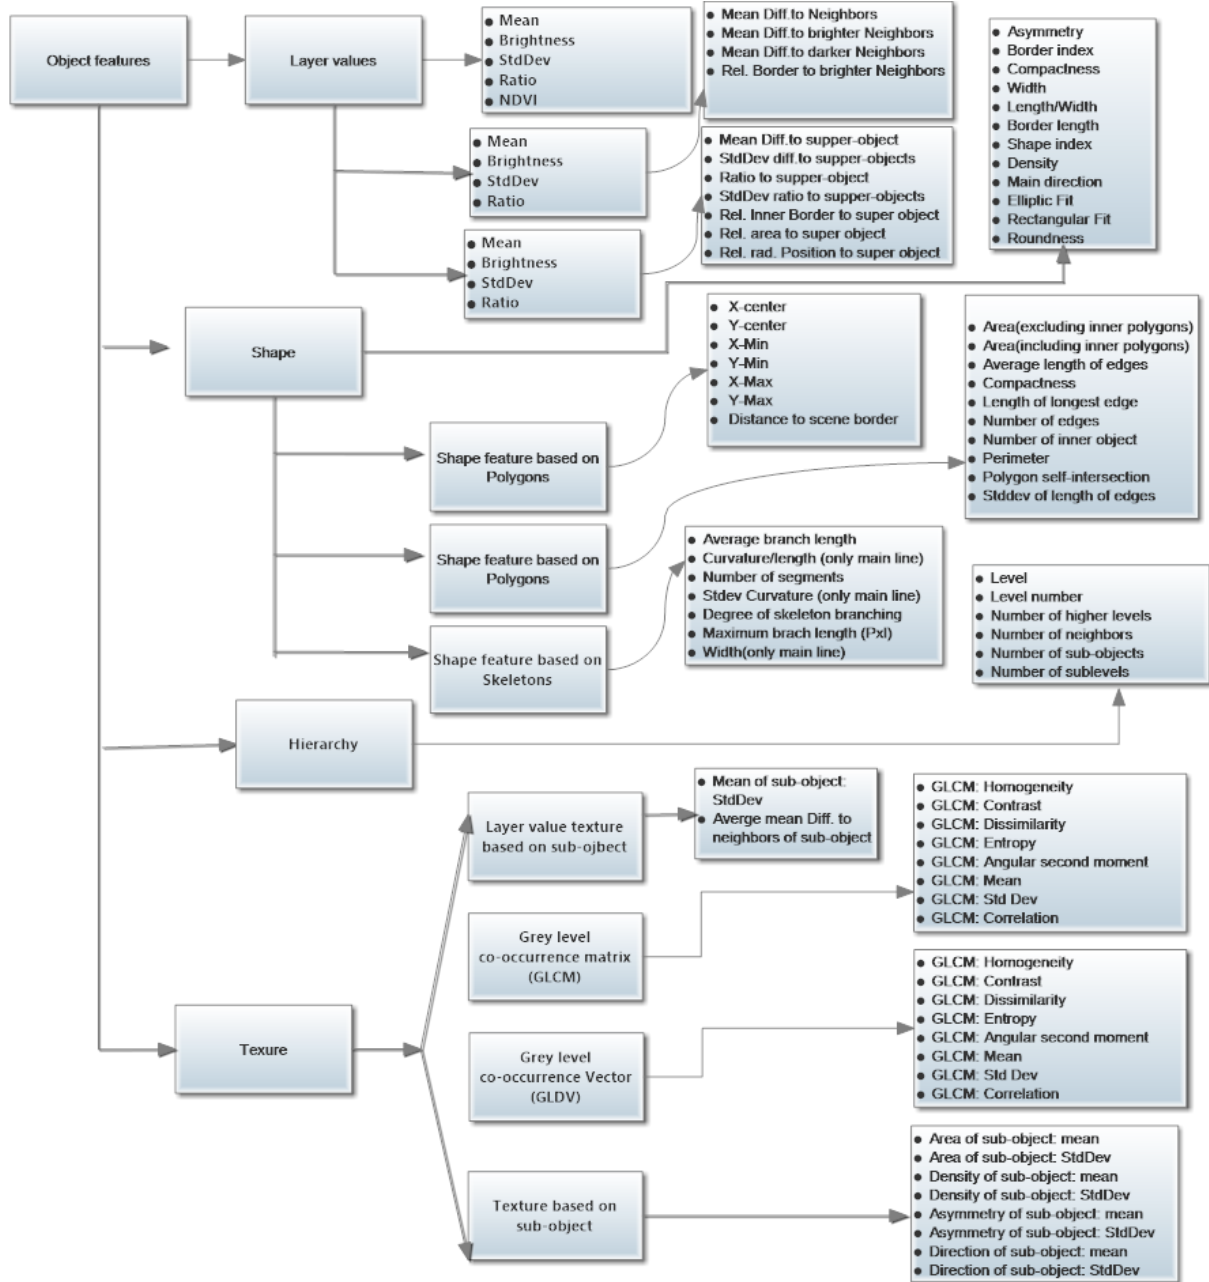 Object features
Layer values
● Mean
● Brightness
● StdDev
● Ratio
● NDVI
● Mean Diff.to Neighbors
● Mean Diff.to brighter Neighbors
● Mean Diff.to darker Neighbors
● Rel. Border to brighter Neighbors
● Asymmetry
● Border index
● Compactness
● Width
● Length/Width
● Border length
● Shape index
● Density
● Main direction
● Elliptic Fit
● Rectangular Fit
● Roundness
● Mean
● Brightness
● StdDev
● Ratio
● Mean Diff.to supper-object
● StdDev diff.to supper-objects
● Ratio to supper-object
● StdDev ratio to supper-objects
● Rel. Inner Border to super object
● Rel. area to super object
● Rel. rad. Position to super object
● Mean
● Brightness
● StdDev
● Ratio
Shape
● X-center
● Y-center
● X-Min
● Y-Min
● X-Max
● Y-Max
● Distance to scene border
● Area(excluding inner polygons)
● Area(including inner polygons)
● Average length of edges
● Compactness
● Length of longest edge
● Number of edges
● Number of inner object
● Perimeter
● Polygon self-intersection
● Stddev of length of edges
Shape feature based on
Polygons
Shape feature based on
Polygons
● Average branch length
● Curvature/length (only main line)
● Number of segments
● Stdev Curvature (only main line)
● Degree of skeleton branching
● Maximum brach length (Pxl)
● Width(only main line)
Shape feature based on
Skeletons
● Level
● Level number
● Number of higher levels
● Number of neighbors
● Number of sub-objects
● Number of sublevels
Hierarchy
Layer value texture
based on sub-ojbect
● Mean of sub-object:
StdDev
● Averge mean Diff. to
neighbors of sub-object
● GLCM: Homogeneity
● GLCM: Contrast
● GLCM: Dissimilarity
● GLCM: Entropy
● GLCM: Angular second moment
● GLCM: Mean
● GLCM: Std Dev
● GLCM: Correlation
Grey level
co-occurrence matrix
(GLCM)
● GLCM: Homogeneity
● GLCM: Contrast
● GLCM: Dissimilarity
● GLCM: Entropy
● GLCM: Angular second moment
● GLCM: Mean
● GLCM: Std Dev
● GLCM: Correlation
Texure
Grey level
co-occurrence Vector
(GLDV)
Texture based on
sub-object
● Area of sub-object: mean
● Area of sub-object: StdDev
● Density of sub-object: mean
● Density of sub-object: StdDev
● Asymmetry of sub-object: mean
● Asymmetry of sub-object: StdDev
● Direction of sub-object: mean
● Direction of sub-object: StdDev